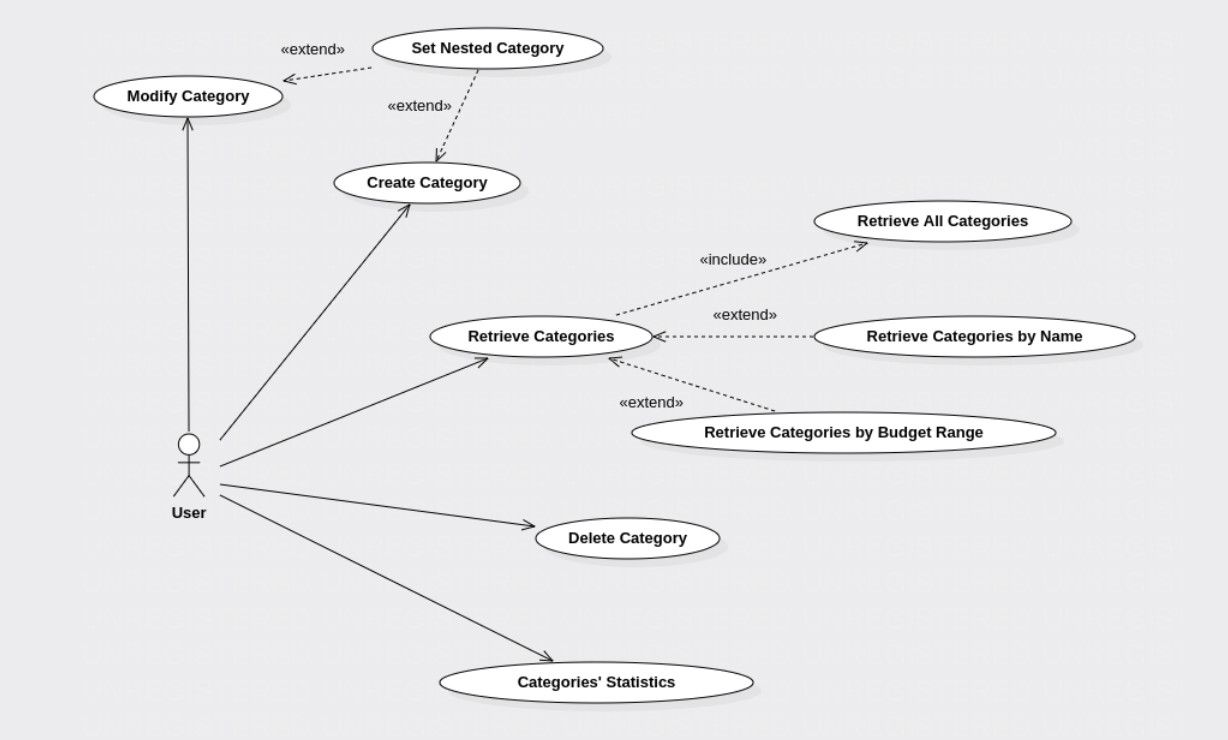 «extend»
Set Nested Category
Modify Category
«extend»
Create Category
Retrieve All Categories
«include»
«extend»
Retrieve Categories
Retrieve Categories by Name
«extend»
Retrieve Categories by Budget Range
User
Delete Category
Categories' Statistics